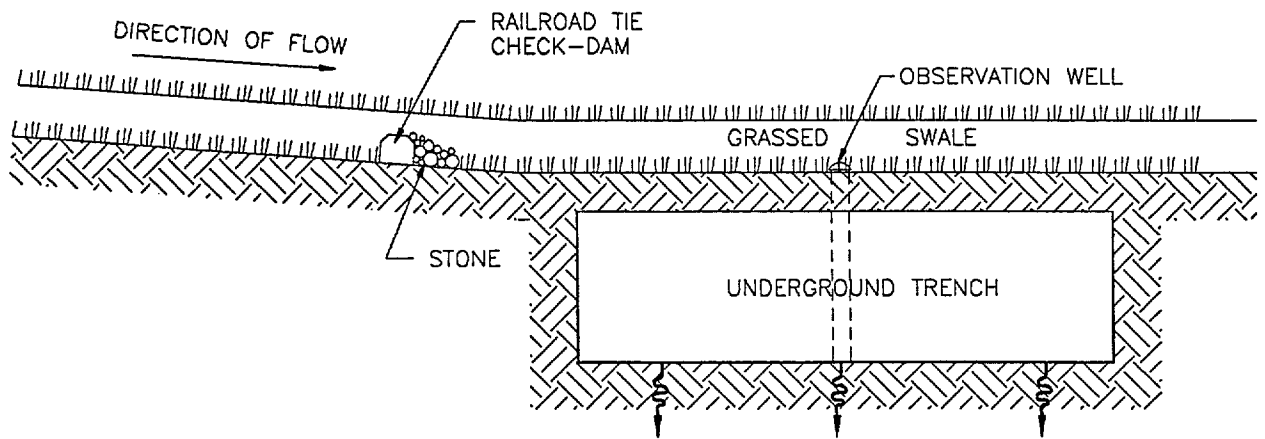 DIRECTION OF FLOW
RAILROAD TIE
CHECK-DAM
OBSERVATION WELL
GRASSED SWALE
STONE
UNDERGROUND TRENCH